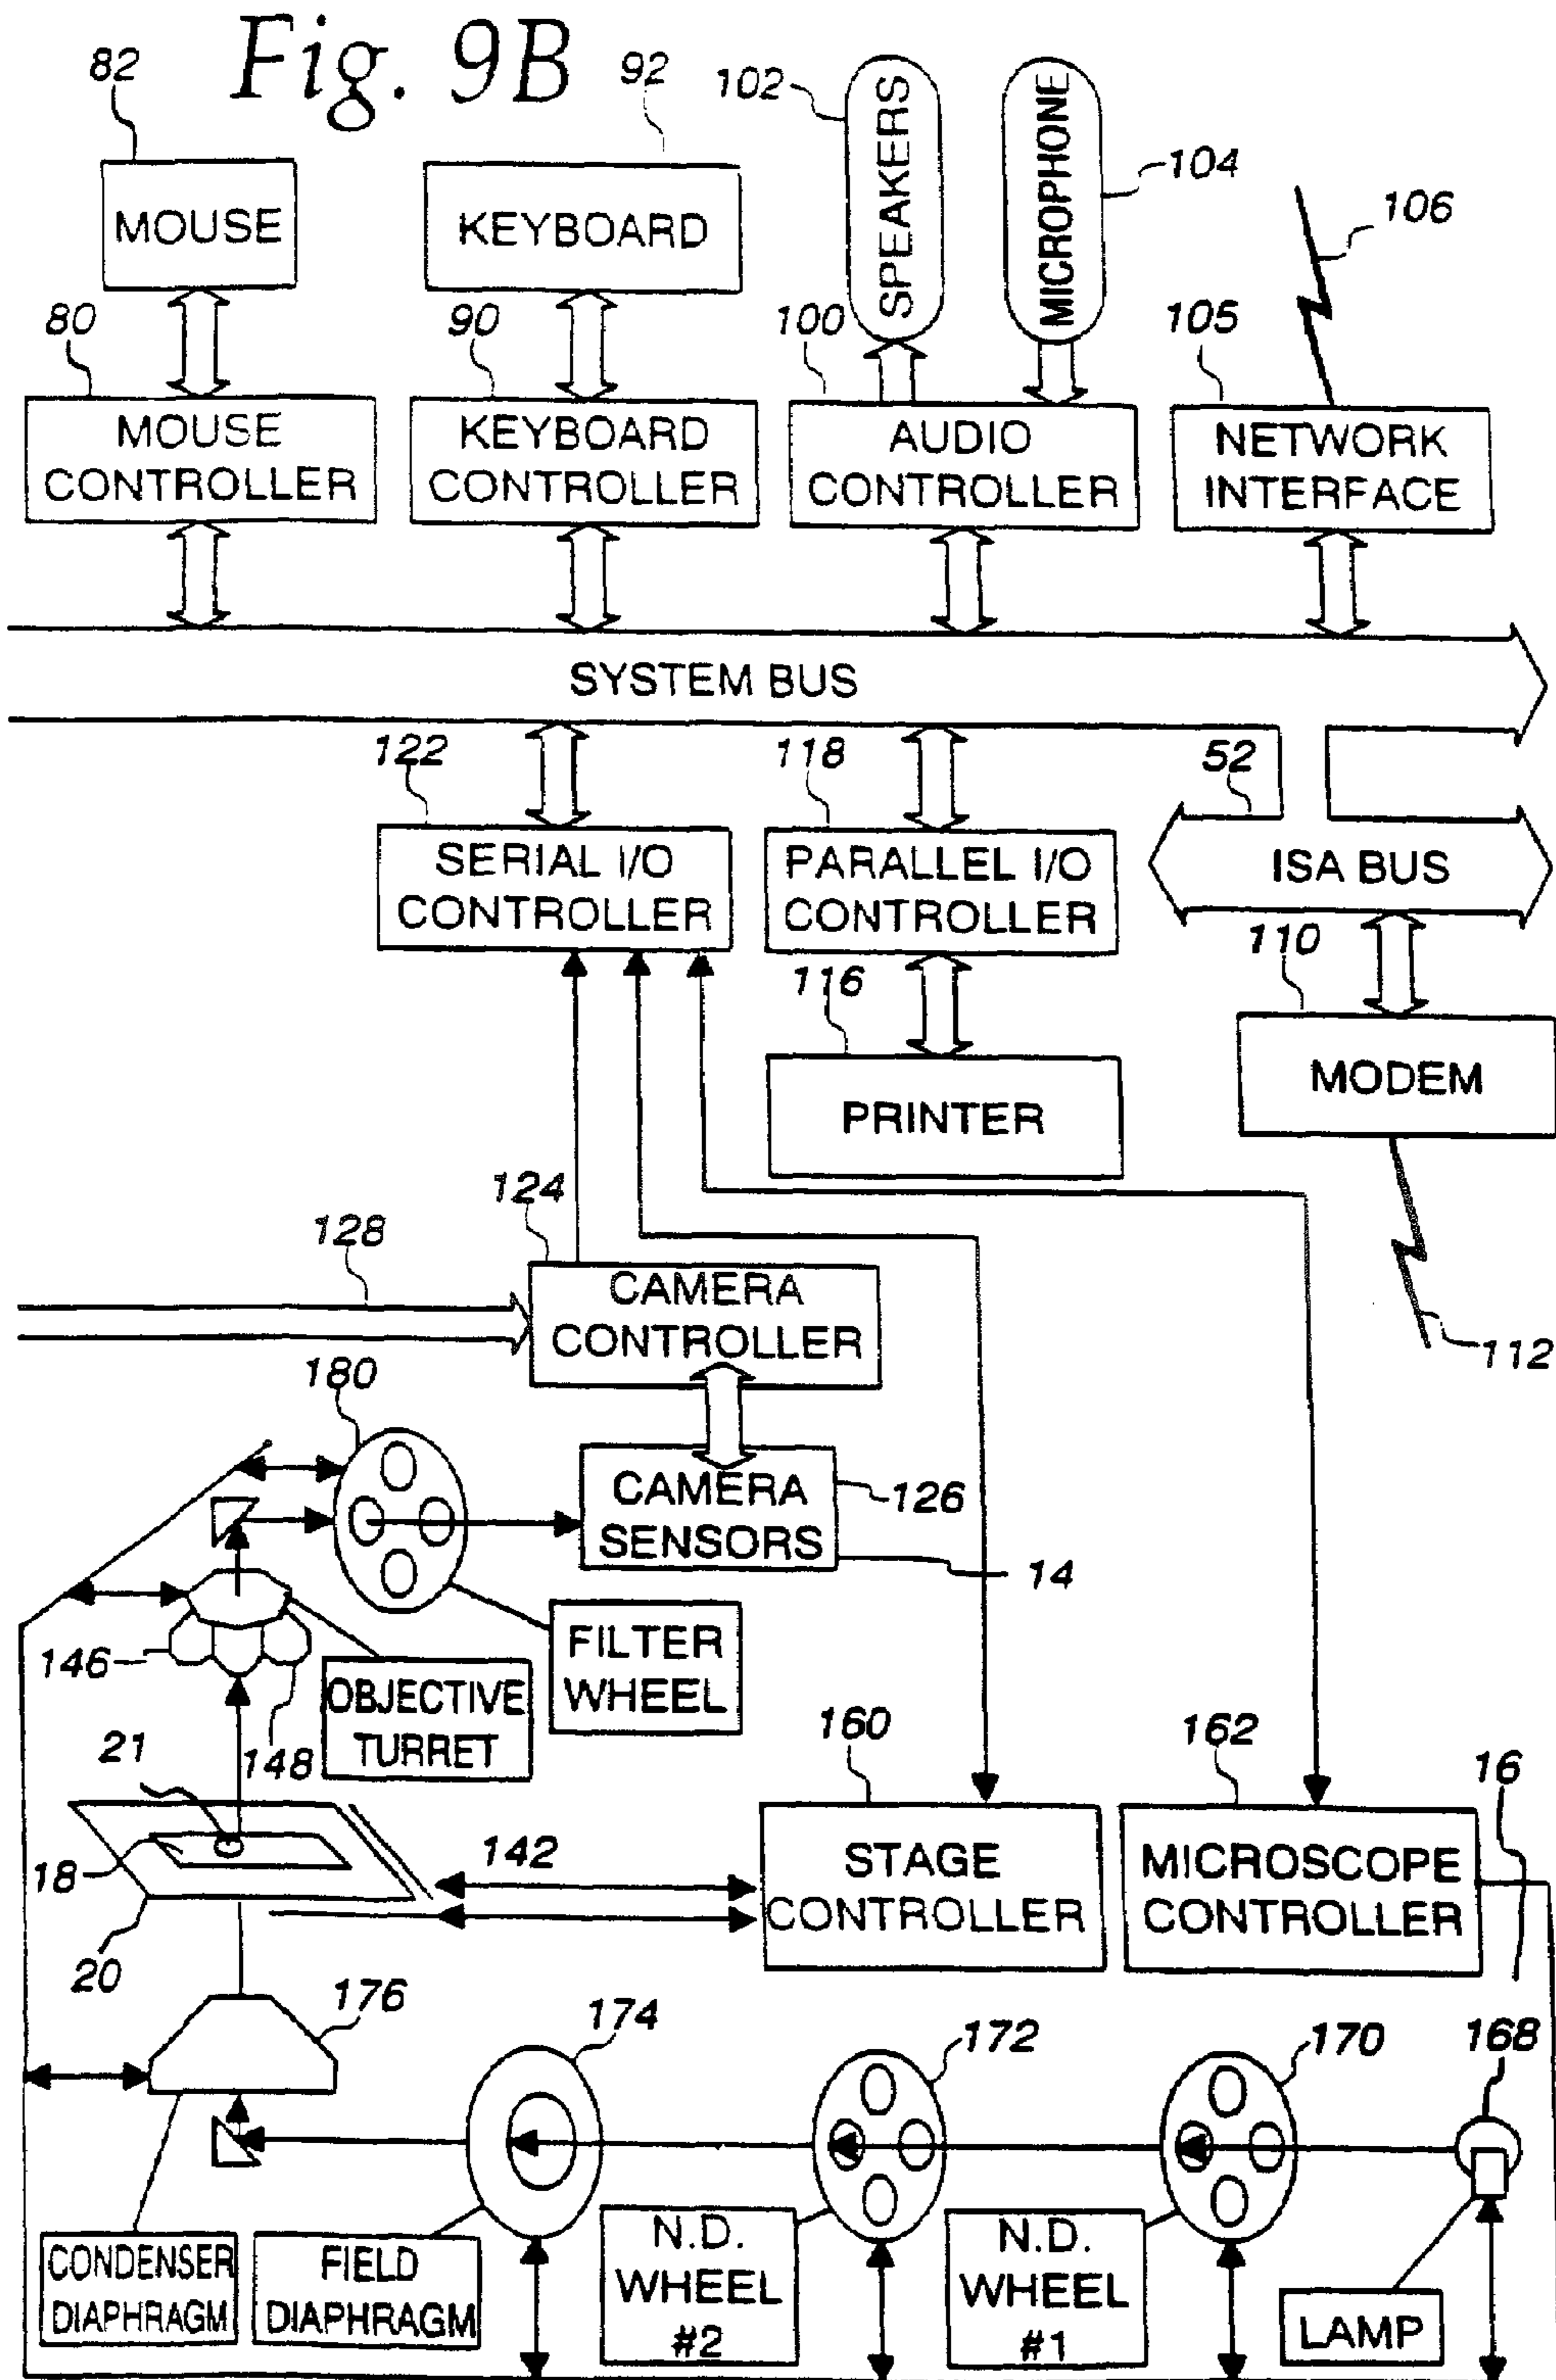 Fig. 9B
82
92
102
SPEAKERS
MICROPHONE
104
106
MOUSE
KEYBOARD
80
90
100
105
MOUSE
CONTROLLER
KEYBOARD
CONTROLLER
AUDIO
CONTROLLER
NETWORK
INTERFACE
SYSTEM BUS
122
118
52
SERIAL I/O
CONTROLLER
PARALLEL I/O
CONTROLLER
ISA BUS
110
116
MODEM
PRINTER
124
128
CAMERA
CONTROLLER
112
180
CAMERA
SENSORS
126
14
146
148
FILTER
WHEEL
OBJECTIVE
TURRET
21
160
162
16
18
142
STAGE
CONTROLLER
MICROSCOPE
CONTROLLER
20
176
174
172
170
168
CONDENSER
DIAPHRAGM
FIELD
DIAPHRAGM
N.D.
WHEEL
#2
N.D.
WHEEL
#1
LAMP